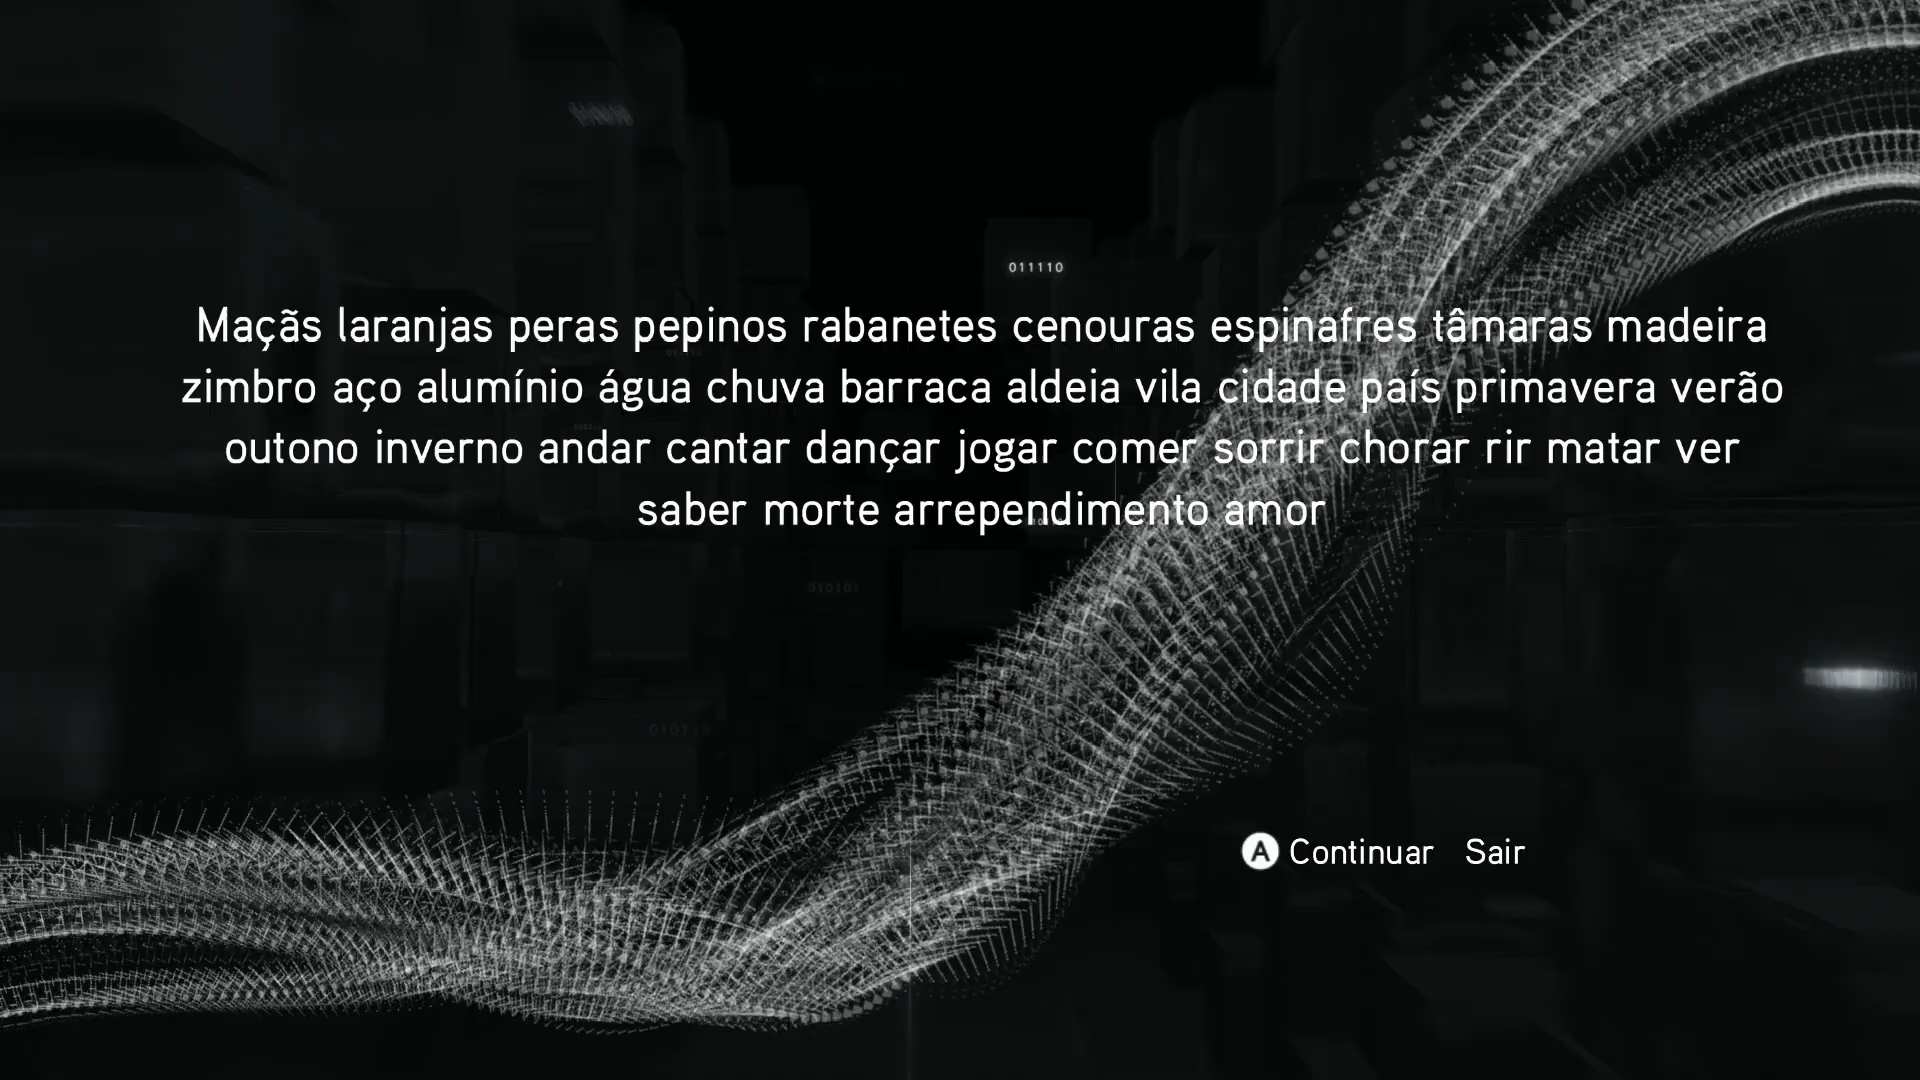 011110
Maçãs laranjas peras pepinos rabanetes cenouras espinafres tâmaras madeira
zimbro aço alumínio água chuva barraca aldeia vila cidade país primavera verão
outono inverno andar cantar dançar jogar comer sorrir chorar rir matar ver
saber morte arrependimento amor
A Continuar Sair